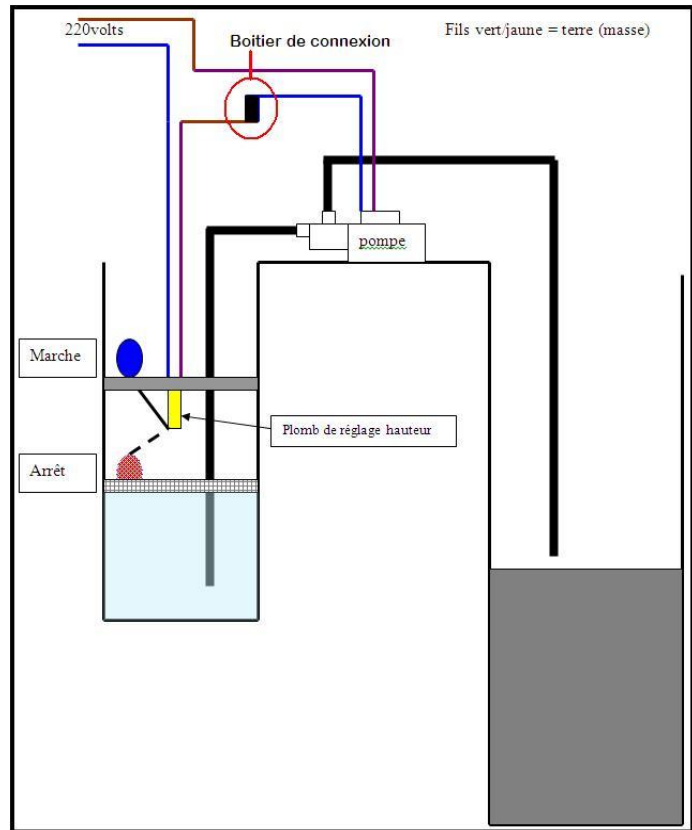 220volts
Boitier de connexion
Fils vert/jaune = terre (masse)
pompe
Marche
Plomb de réglage hauteur
Arrêt